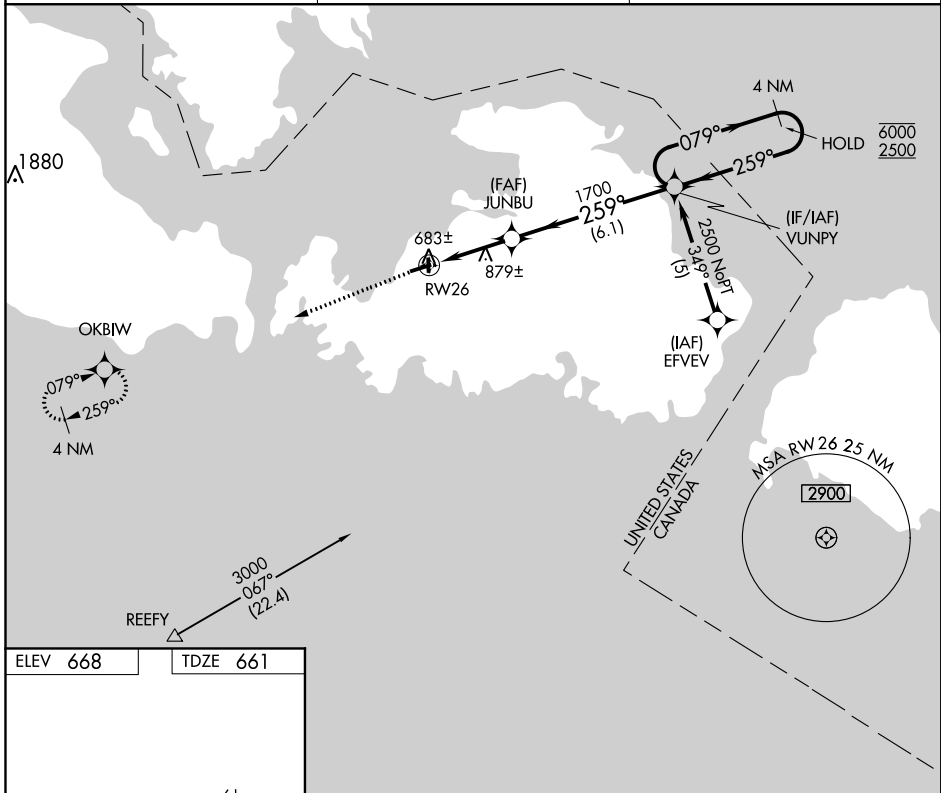 4 NM
079°
HOLD
6000
2500
259°
1880
(FAF)
JUNBU
1700
259°
(6.1)
(IF/IAF)
VUNPY
683±
879±
RW26
2500 NoPT
349°
(5)
(IAF)
EFVEV
OKBIW
079°
259°
4 NM
MSA RW 26 25 NM
2900
UNITED STATES
CANADA
3000
067°
(22.4)
REEFY
ELEV 668
TDZE 661